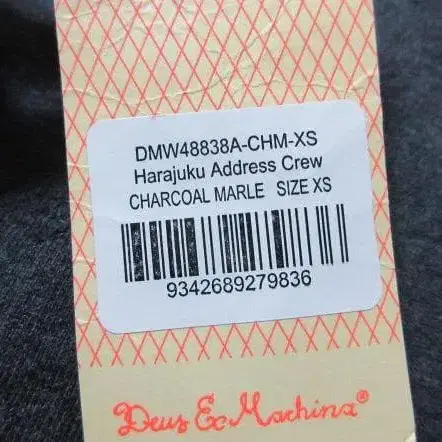 DMW48838A-CHM-XS
Harajuku Address Crew
CHARCOAL MARLE SIZE XS
9342689279836
Deus Ex Machina®